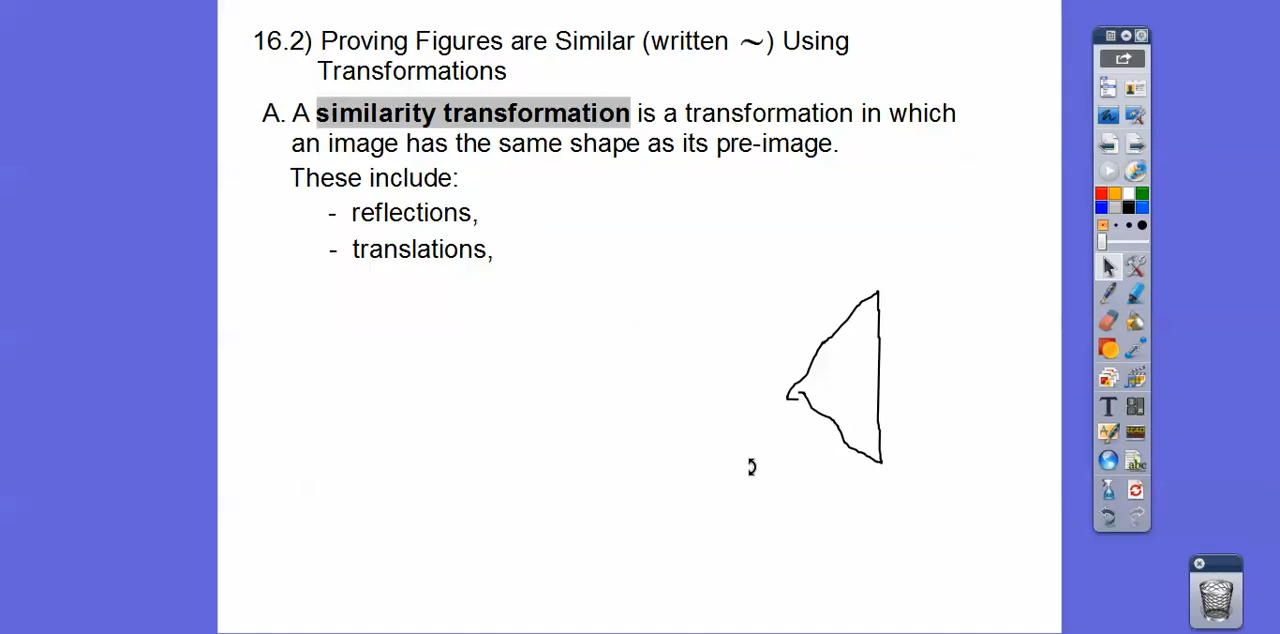 16.2) Proving Figures are Similar (written ~) Using
Transformations
A. A similarity transformation is a transformation in which
an image has the same shape as its pre-image.
These include:
- reflections,
- translations,